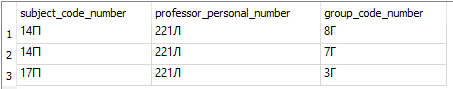 subject_code_number professor_personal_number group_code_number
1 14П 221Л 8Г
2 14П 221Л 7Г
3 17П 221Л 3Г